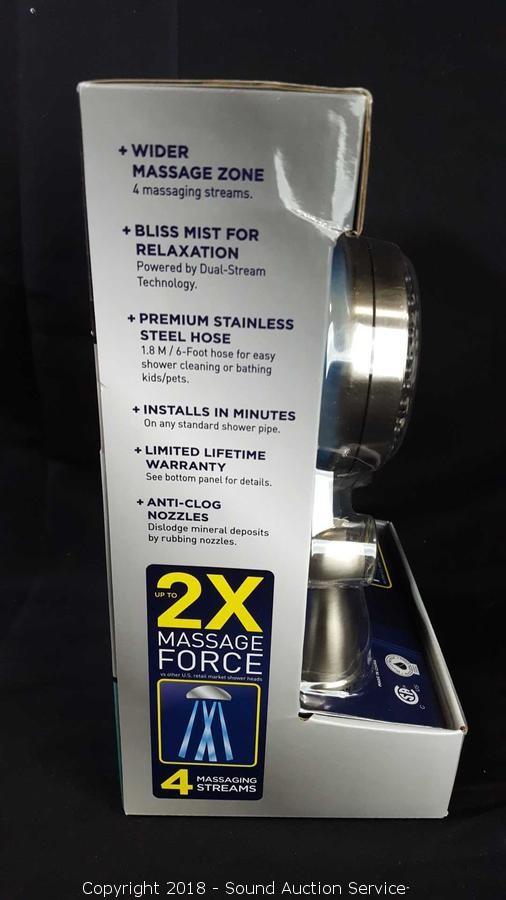 + WIDER
MASSAGE ZONE
4 massaging streams.
+ BLISS MIST FOR
RELAXATION
Powered by Dual-Stream
Technology.
+ PREMIUM STAINLESS
STEEL HOSE
1.8 M / 6-Foot hose for easy
shower cleaning or bathing
kids/pets.
+ INSTALLS IN MINUTES
On any standard shower pipe.
+ LIMITED LIFETIME
WARRANTY
See bottom panel for details.
+ ANTI-CLOG
NOZZLES
Dislodge mineral deposits
by rubbing nozzles.
UP TO 2X
MASSAGE
FORCE
vs other U.S. retail market shower heads
4 MASSAGING
STREAMS
Copyright 2018 - Sound Auction Service-